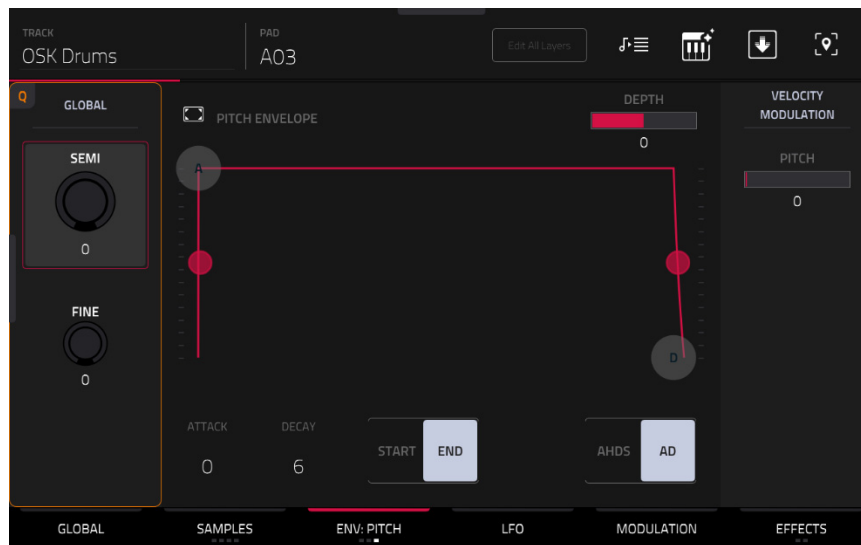 TRACK
OSK Drums
PAD
A03
Edit All Layers
Q
GLOBAL
SEMI
0
FINE
0
PITCH ENVELOPE
DEPTH
0
A
D
ATTACK
0
DECAY
6
START
END
AHDS
AD
VELOCITY
MODULATION
PITCH
0
GLOBAL
SAMPLES
ENV: PITCH
LFO
MODULATION
EFFECTS